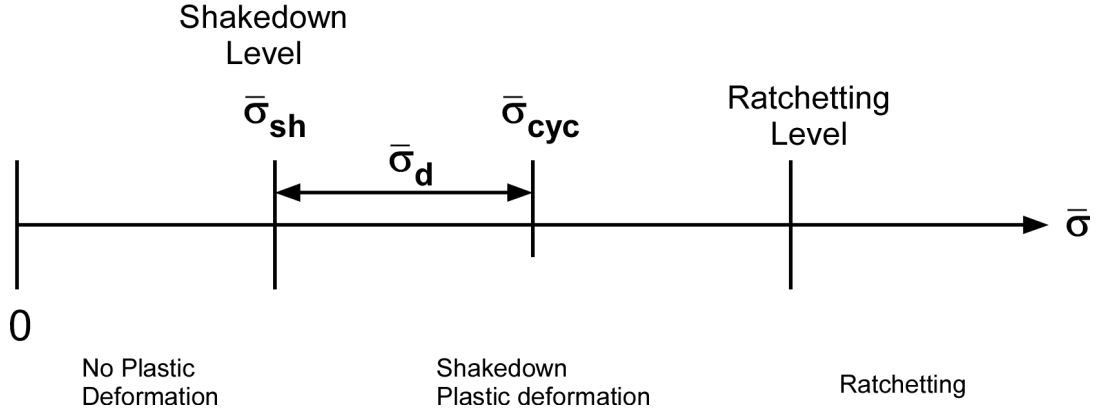 Shakedown
Level
σ̄sh
σ̄cyc
Ratchetting
Level
σ̄d
σ̄
0
No Plastic
Deformation
Shakedown
Plastic deformation
Ratchetting